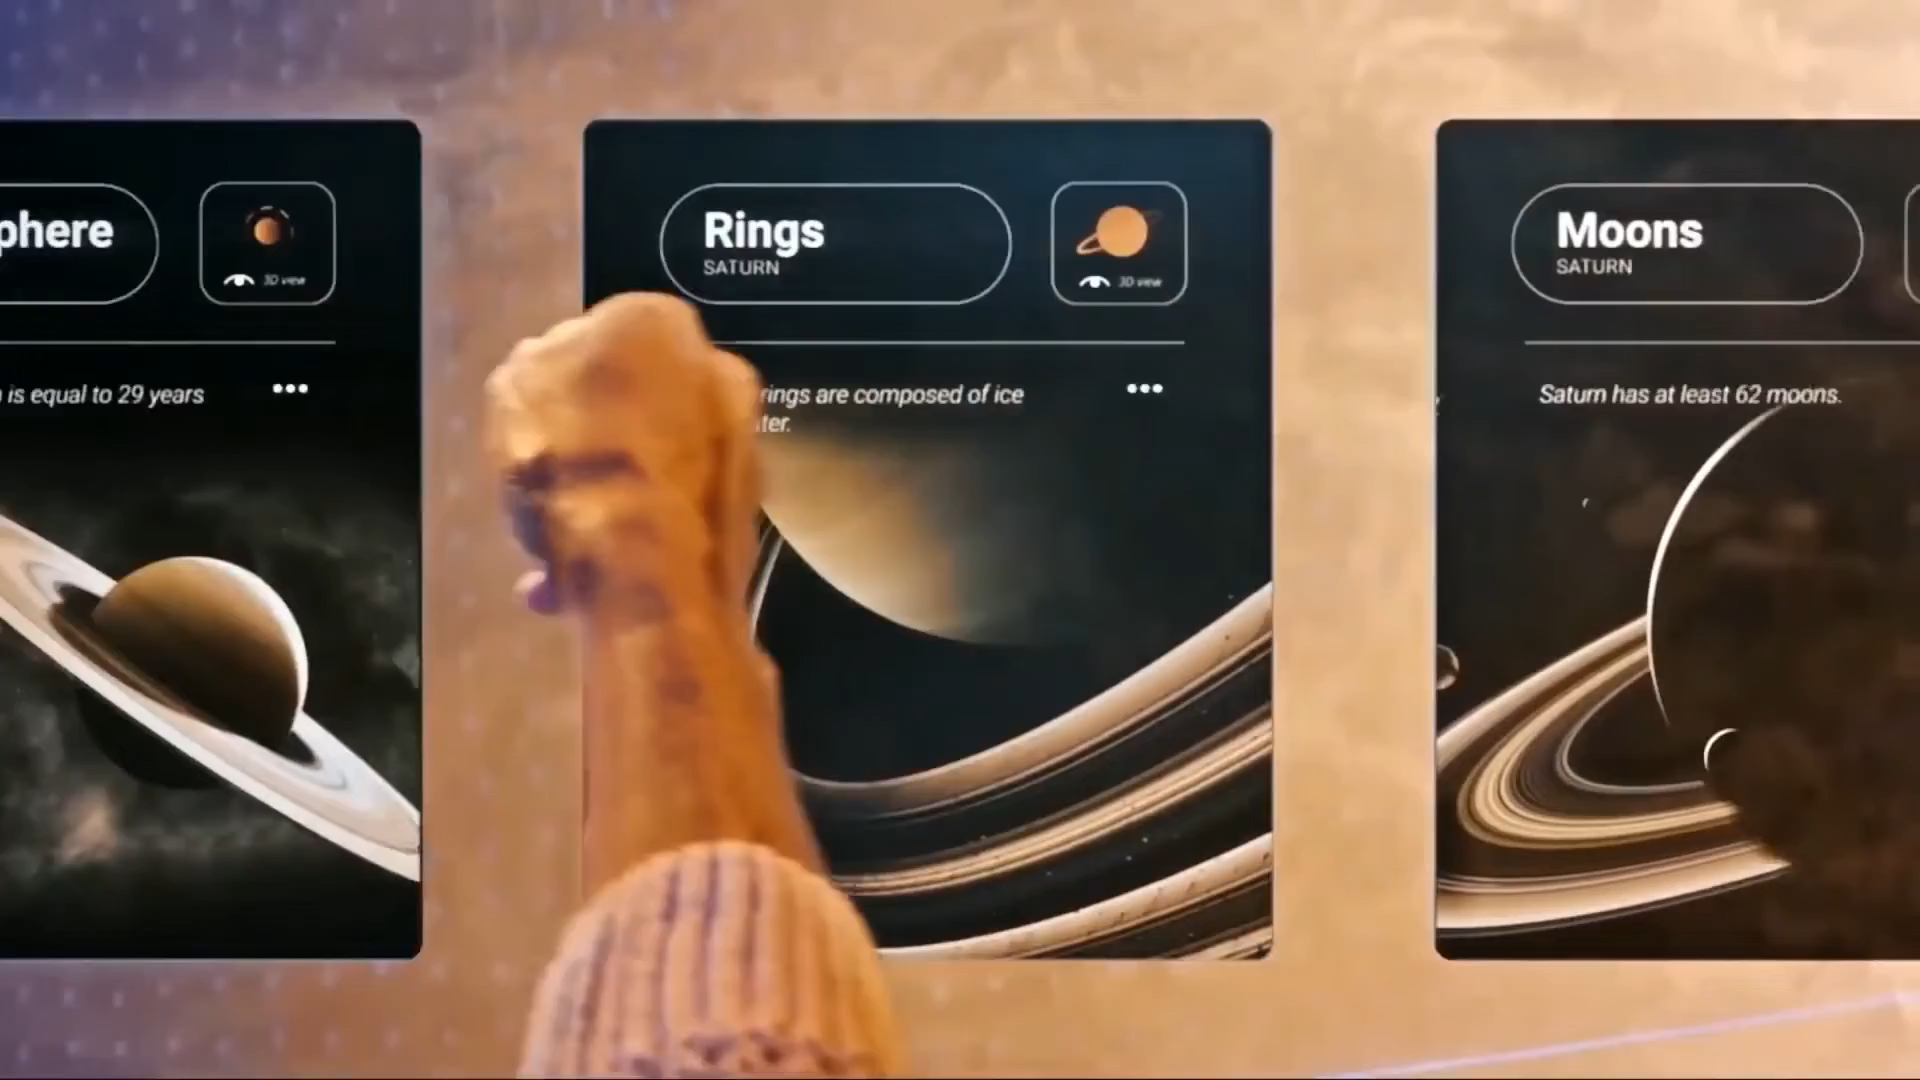 phere
3D view
is equal to 29 years
Rings
SATURN
3D view
rings are composed of ice
ter.
Moons
SATURN
Saturn has at least 62 moons.